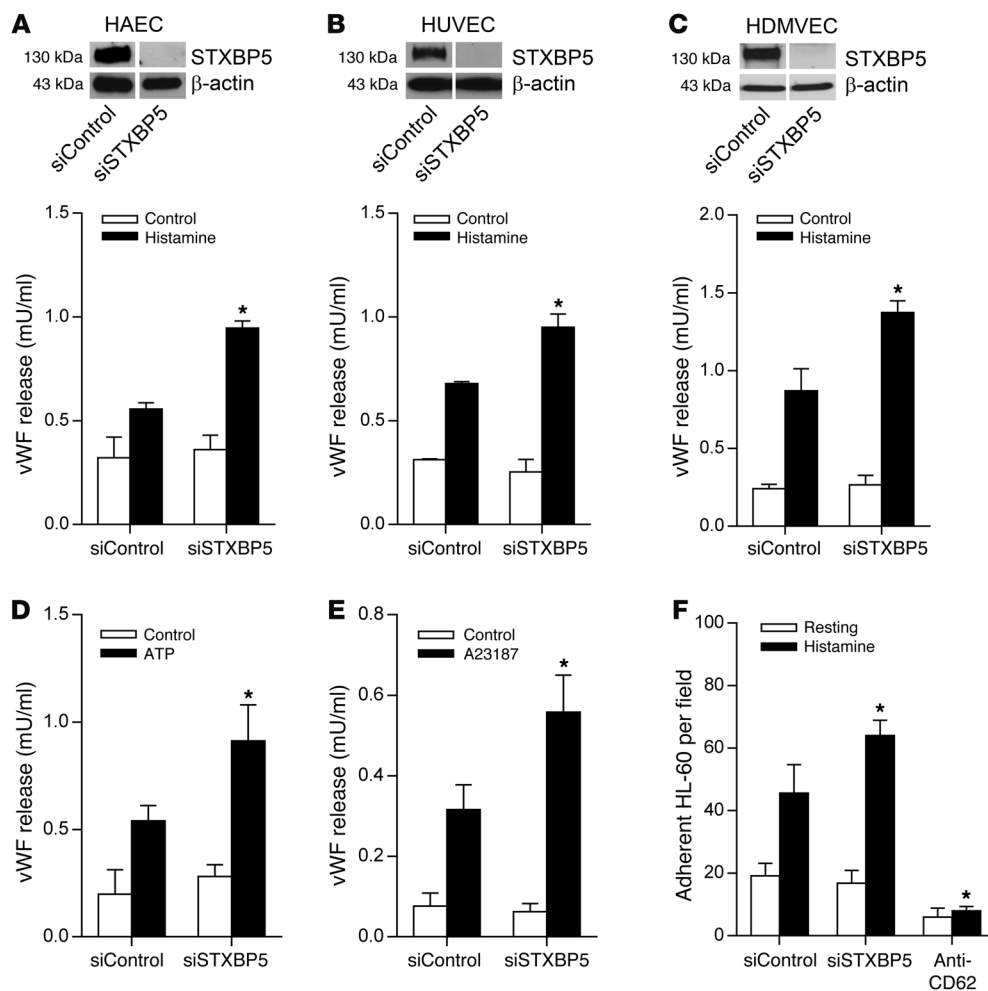 A
HAEC
130 kDa
STXBP5
43 kDa
β-actin
siControl
siSTXBP5
1.5
Control
Histamine
1.0
*
vWF release (mU/ml)
0.5
0.0
siControl
siSTXBP5
B
HUVEC
130 kDa
STXBP5
43 kDa
β-actin
siControl
siSTXBP5
1.5
Control
Histamine
1.0
*
vWF release (mU/ml)
0.5
0.0
siControl
siSTXBP5
C
HDMVEC
130 kDa
STXBP5
43 kDa
β-actin
siControl
siSTXBP5
2.0
Control
Histamine
1.5
*
vWF release (mU/ml)
1.0
0.5
0.0
siControl
siSTXBP5
D
1.5
Control
ATP
*
1.0
vWF release (mU/ml)
0.5
0.0
siControl
siSTXBP5
E
0.8
Control
A23187
*
0.6
vWF release (mU/ml)
0.4
0.2
0.0
siControl
siSTXBP5
F
100
Resting
Histamine
80
*
60
Adherent HL-60 per field
40
20
*
0
siControl
siSTXBP5
Anti-
CD62